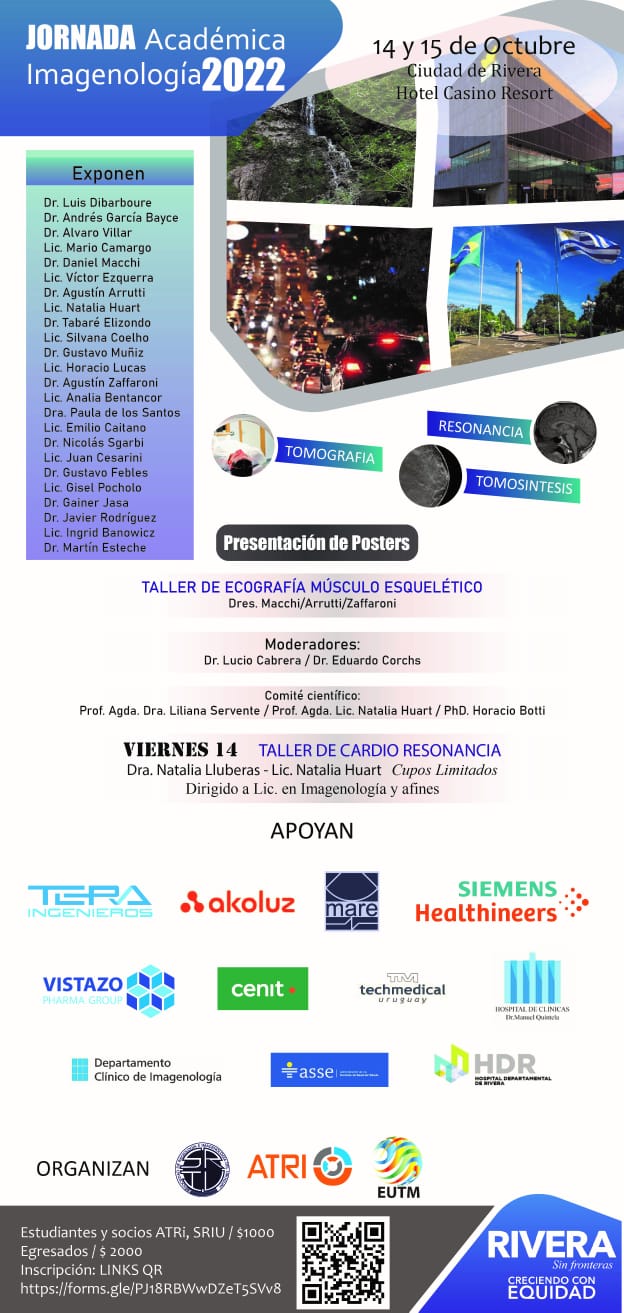 JORNADA Académica
Imagenología 2022
14 y 15 de Octubre
Ciudad de Rivera
Hotel Casino Resort
Exponen
Dr. Luis Dibarboure
Dr. Andrés García Bayce
Dr. Alvaro Villar
Lic. Mario Camargo
Dr. Daniel Macchi
Lic. Víctor Ezquerra
Dr. Agustín Arrutti
Lic. Natalia Huart
Dr. Tabaré Elizondo
Lic. Silvana Coelho
Dr. Gustavo Muñiz
Lic. Horacio Lucas
Dr. Agustín Zaffaroni
Lic. Analia Bentancor
Dra. Paula de los Santos
Lic. Emilio Caitano
Dr. Nicolás Sgarbi
Lic. Juan Cesarini
Dr. Gustavo Febles
Lic. Gisel Pocholo
Dr. Gainer Jasa
Dr. Javier Rodríguez
Lic. Ingrid Banowicz
Dr. Martín Esteche
TOMOGRAFIA
RESONANCIA
TOMOSINTESIS
Presentación de Posters
TALLER DE ECOGRAFÍA MÚSCULO ESQUELÉTICO
Dres. Macchi/Arrutti/Zaffaroni
Moderadores:
Dr. Lucio Cabrera / Dr. Eduardo Corchs
Comité científico:
Prof. Agda. Dra. Liliana Servente / Prof. Agda. Lic. Natalia Huart / PhD. Horacio Botti
VIERNES 14 TALLER DE CARDIO RESONANCIA
Dra. Natalia Lluberas - Lic. Natalia Huart Cupos Limitados
Dirigido a Lic. en Imagenología y afines
APOYAN
TERA
INGENIEROS
akoluz
mare
SIEMENS
Healthineers
VISTAZO
PHARMA GROUP
cenit
TM
techmedical
uruguay
HOSPITAL DE CLINICAS
Dr.Manuel Quintela
Departamento
Clínico de Imagenología
asse
HDR
HOSPITAL DEPARTAMENTAL
DE RIVERA
ORGANIZAN
ATRI
EUTM
Estudiantes y socios ATRi, SRIU / $1000
Egresados / $ 2000
Inscripción: LINKS QR
https://forms.gle/PJ18RBWwDZeT5SVv8
RIVERA
Sin fronteras
CRECIENDO CON
EQUIDAD